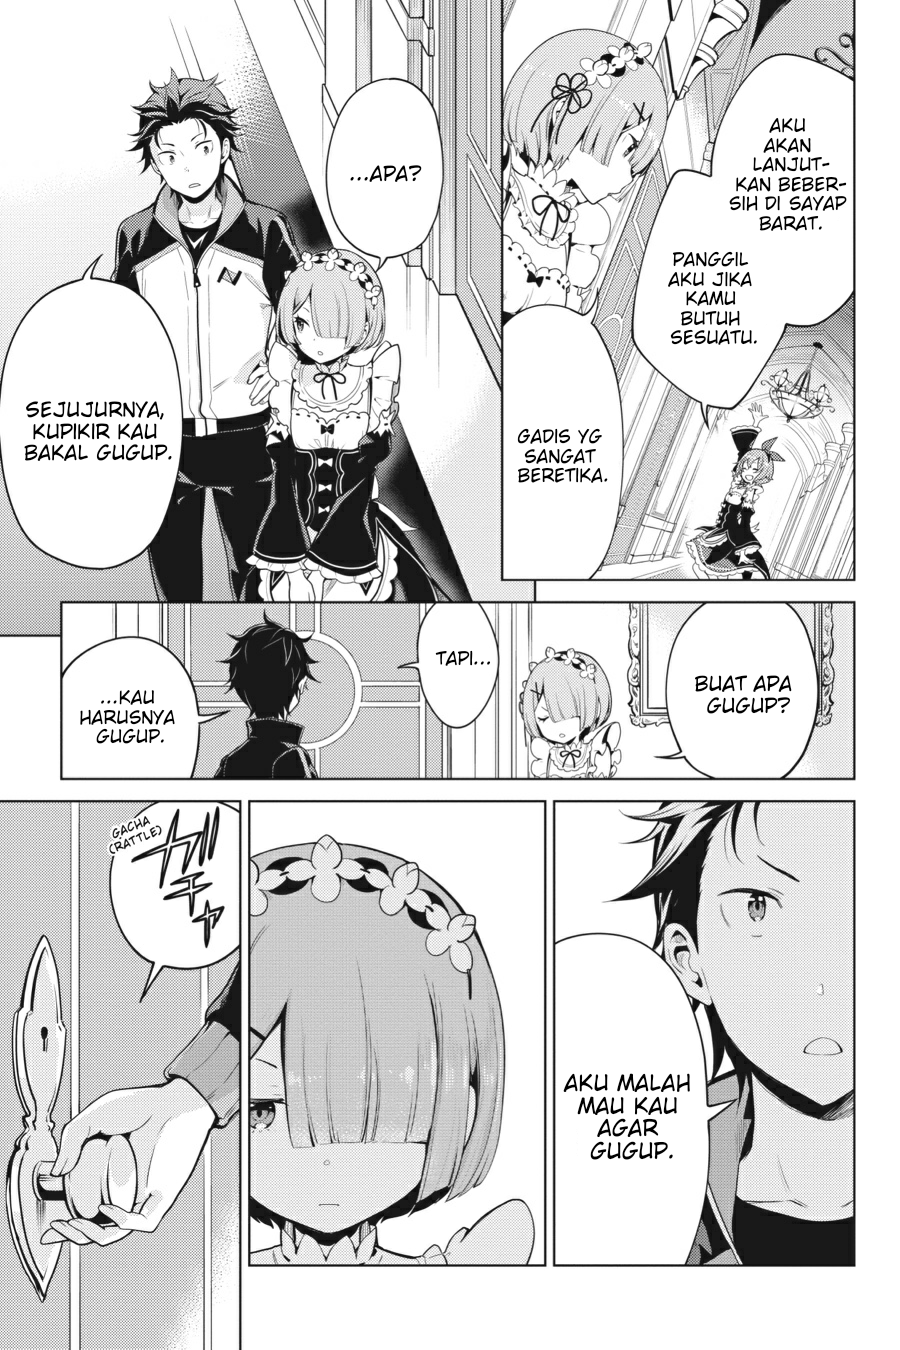 AKU
AKAN
LANJUT-
KAN BEBER-
SIH DI SAYAP
BARAT.
PANGGIL
AKU JIKA
KAMU
BUTUH
SESUATU.
GADIS YG
SANGAT
BERETIKA.
...APA?
SEJUJURNYA,
KUPIKIR KAU
BAKAL GUGUP.
N
BUAT APA
GUGUP?
TAPI...
...KAU
HARUSNYA
GUGUP.
AKU MALAH
MAU KAU
AGAR
GUGUP.
GACHA
(RATTLE)
ガチャ